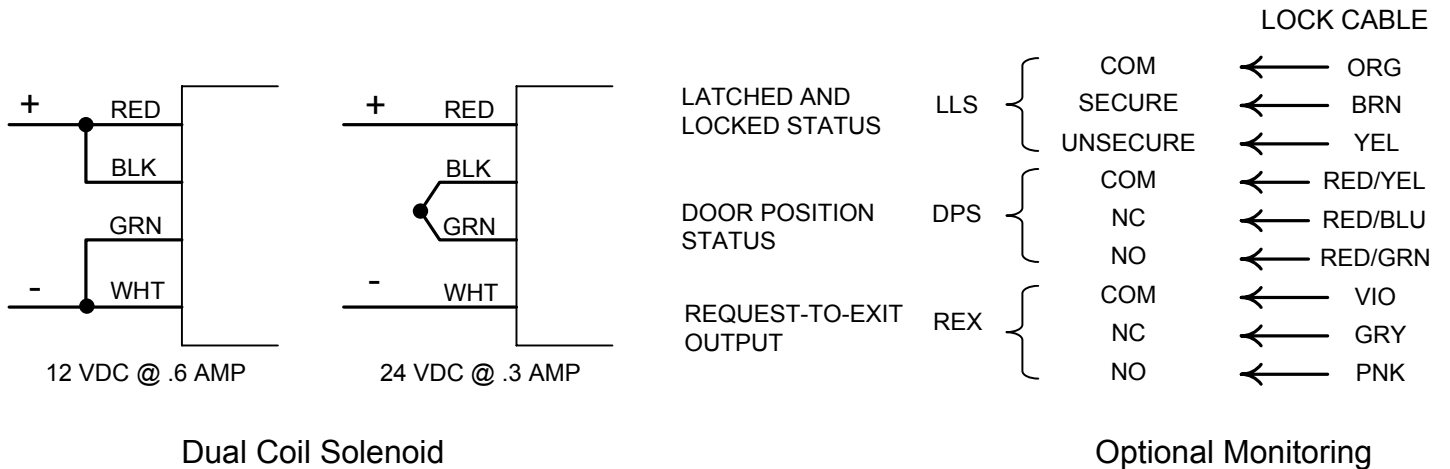 LOCK CABLE
+ RED
BLK
GRN
- WHT
12 VDC @ .6 AMP
+ RED
BLK
GRN
- WHT
24 VDC @ .3 AMP
Dual Coil Solenoid
LATCHED AND
LOCKED STATUS
LLS
COM ORG
SECURE BRN
UNSECURE YEL
DOOR POSITION
STATUS
DPS
COM RED/YEL
NC RED/BLU
NO RED/GRN
REQUEST-TO-EXIT
OUTPUT
REX
COM VIO
NC GRY
NO PNK
Optional Monitoring